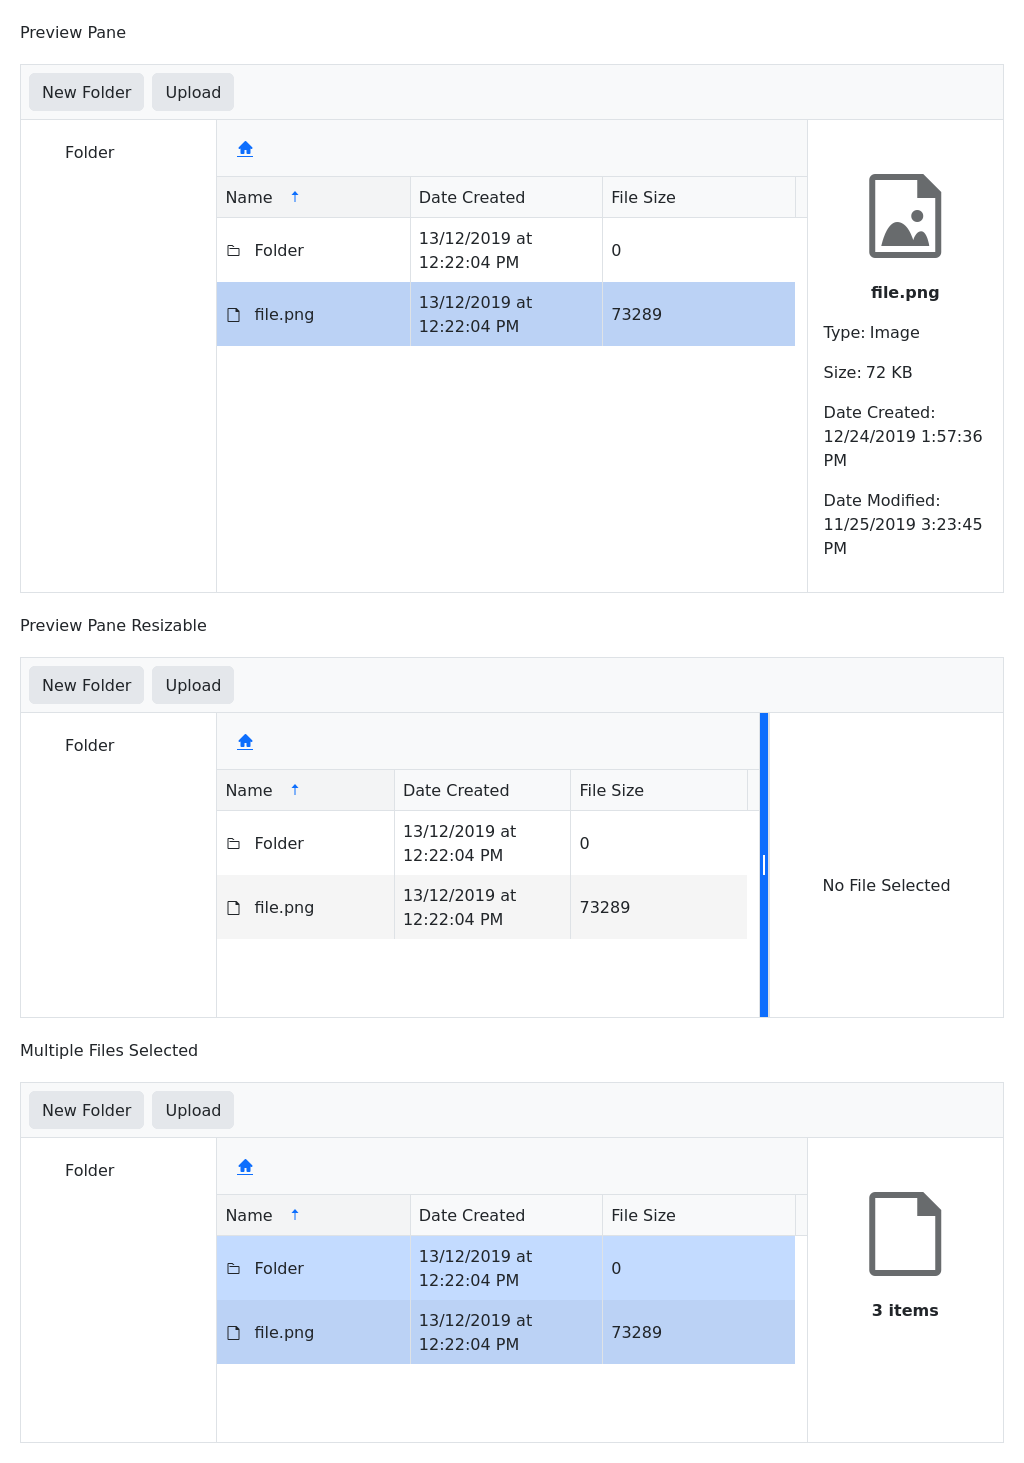 Preview Pane
New Folder Upload
Folder
Name Date Created File Size
Folder 13/12/2019 at 12:22:04 PM 0
file.png 13/12/2019 at 12:22:04 PM 73289
file.png
Type: Image
Size: 72 KB
Date Created:
12/24/2019 1:57:36
PM
Date Modified:
11/25/2019 3:23:45
PM
Preview Pane Resizable
New Folder Upload
Folder
Name Date Created File Size
Folder 13/12/2019 at 12:22:04 PM 0
file.png 13/12/2019 at 12:22:04 PM 73289
No File Selected
Multiple Files Selected
New Folder Upload
Folder
Name Date Created File Size
Folder 13/12/2019 at 12:22:04 PM 0
file.png 13/12/2019 at 12:22:04 PM 73289
3 items